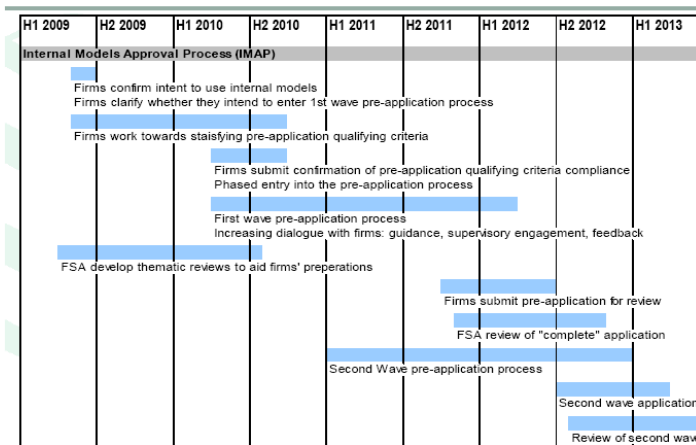 H1 2009 H2 2009 H1 2010 H2 2010 H1 2011 H2 2011 H1 2012 H2 2012 H1 2013
Internal Models Approval Process (IMAP)
Firms confirm intent to use internal models
Firms clarify whether they intend to enter 1st wave pre-application process
Firms work towards staisfying pre-application qualifying criteria
Firms submit confirmation of pre-application qualifying criteria compliance
Phased entry into the pre-application process
First wave pre-application process
Increasing dialogue with firms: guidance, supervisory engagement, feedback
FSA develop thematic reviews to aid firms' preperations
Firms submit pre-application for review
FSA review of "complete" application
Second Wave pre-application process
Second wave application
Review of second wave